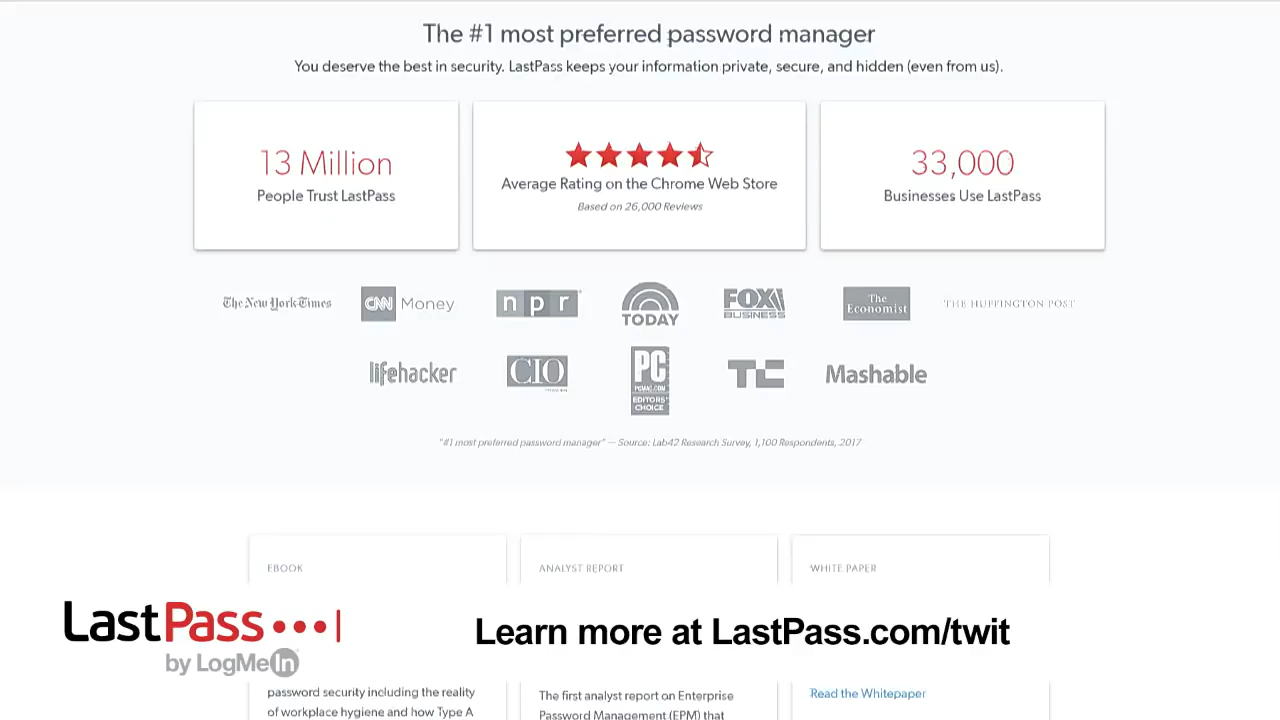 The #1 most preferred password manager
You deserve the best in security. LastPass keeps your information private, secure, and hidden (even from us).
13 Million
People Trust LastPass
Average Rating on the Chrome Web Store
Based on 26,000 Reviews
33,000
Businesses Use LastPass
The New York Times
CNN Money
npr
TODAY
FOX BUSINESS
The Economist
THE HUFFINGTON POST
lifehacker
CIO
PC
PCMAG.COM
EDITORS'
CHOICE
TC
Mashable
"#1 most preferred password manager" — Source: Lab42 Research Survey, 1,100 Respondents, 2017
EBOOK
ANALYST REPORT
WHITE PAPER
LastPass
by LogMeIn
Learn more at LastPass.com/twit
password security including the reality
of workplace hygiene and how Type A
The first analyst report on Enterprise
Password Management (EPM) that
Read the Whitepaper